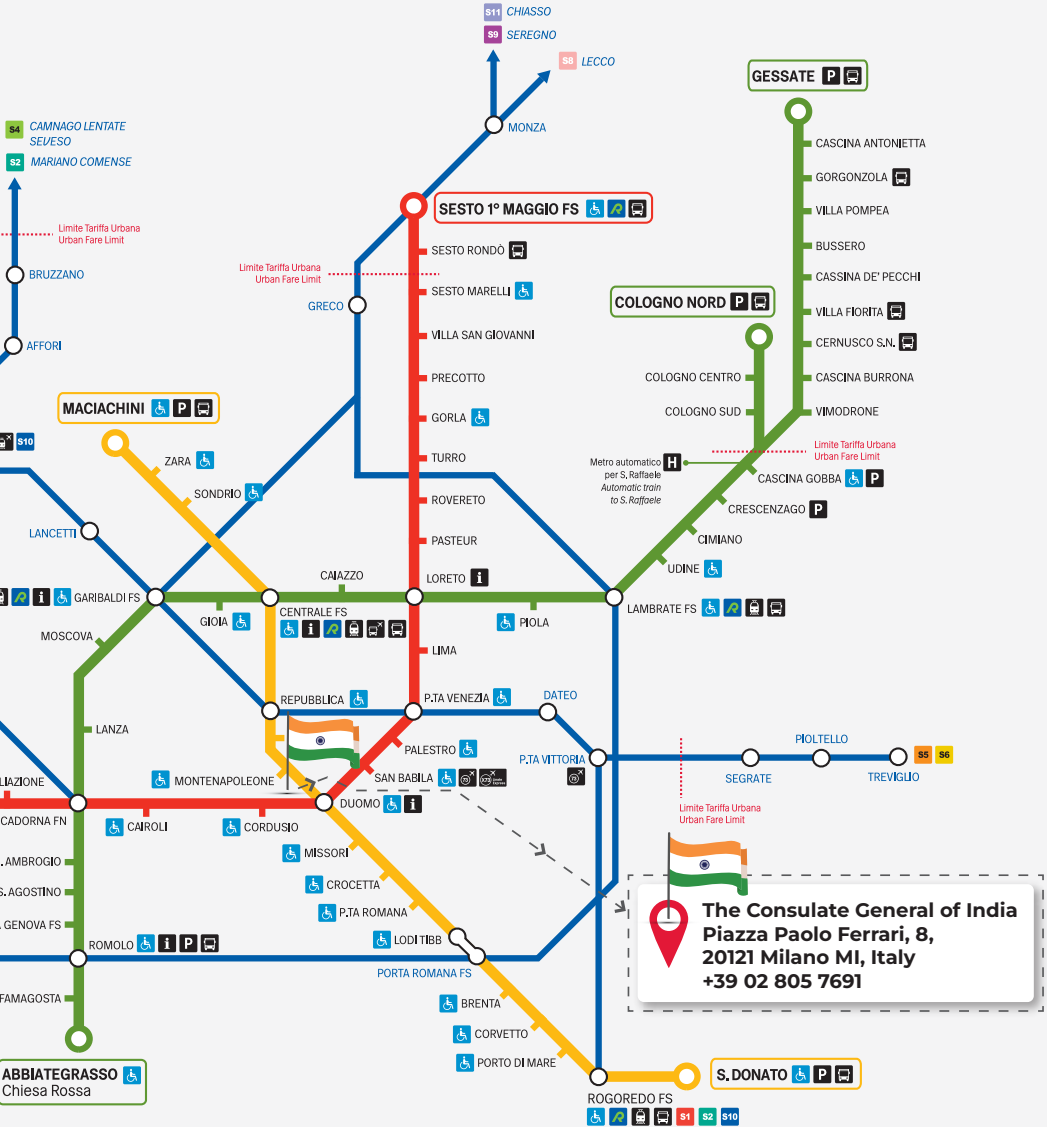 S11 CHIASSO
S9 SEREGNO
S8 LECCO
GESSATE P
S4 CAMNAGO LENTATE
SEVESO
S2 MARIANO COMENSE
MONZA
CASCINA ANTONIETTA
GORGONZOLA
VILLA POMPEA
BUSSERO
CASSINA DE' PECCHI
VILLA FIORITA
CERNUSCO S.N.
CASCINA BURRONA
VIMODRONE
SESTO 1° MAGGIO FS R
Limite Tariffa Urbana
Urban Fare Limit
BRUZZANO
AFFORI
SESTO RONDÒ
Limite Tariffa Urbana
Urban Fare Limit
SESTO MARELLI
GRECO
VILLA SAN GIOVANNI
PRECOTTO
GORLA
TURRO
ROVERETO
PASTEUR
COLOGNO NORD P
COLOGNO CENTRO
COLOGNO SUD
Limite Tariffa Urbana
Urban Fare Limit
Metro automatico H
per S. Raffaele
Automatic train
to S. Raffaele
CASCINA GOBBA P
CRESCENZAGO P
CIMIANO
UDINE
MACIACHINI P
S10
ZARA
SONDRIO
LANCETTI
R i GARIBALDI FS
CAIAZZO
LORETO i
GIOIA
CENTRALE FS
i R
PIOLA
LAMBRATE FS R
MOSCOVA
LIMA
REPUBBLICA
P.TA VENEZIA
DATEO
LANZA
PALESTRO
P.TA VITTORIA
73
PIOLTELLO
S5 S6
SEGRATE
TREVIGLIO
LIAZIONE
MONTENAPOLEONE
SAN BABILA 73 X73
DUOMO i
Limite Tariffa Urbana
Urban Fare Limit
CADORNA FN
CAIROLI
CORDUSIO
MISSORI
. AMBROGIO
CROCETTA
S. AGOSTINO
P.TA ROMANA
A GENOVA FS
LODI TIBB
ROMOLO i P
PORTA ROMANA FS
FAMAGOSTA
BRENTA
CORVETTO
PORTO DI MARE
The Consulate General of India
Piazza Paolo Ferrari, 8,
20121 Milano MI, Italy
+39 02 805 7691
ABBIATEGRASSO
Chiesa Rossa
S.DONATO P
ROGOREDO FS
R S1 S2 S10